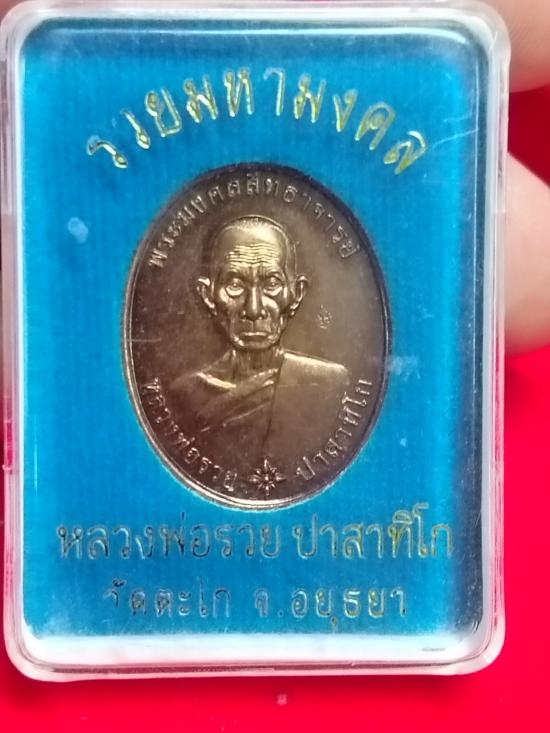 รวยมหามงคล
พระมงคลสิทธาจารย์
หลวงพ่อรวย ปาสาทิโก
หลวงพ่อรวย ปาสาทิโก
วัดตะโก จ.อยุธยา